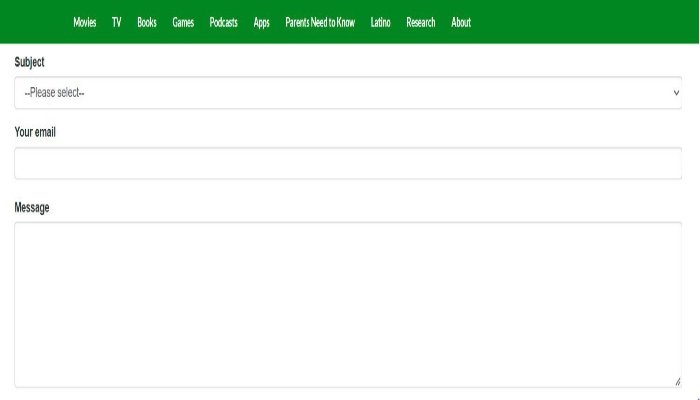 Movies TV Books Games Podcasts Apps Parents Need to Know Latino Research About
Subject
--Please select--
Your email
Message